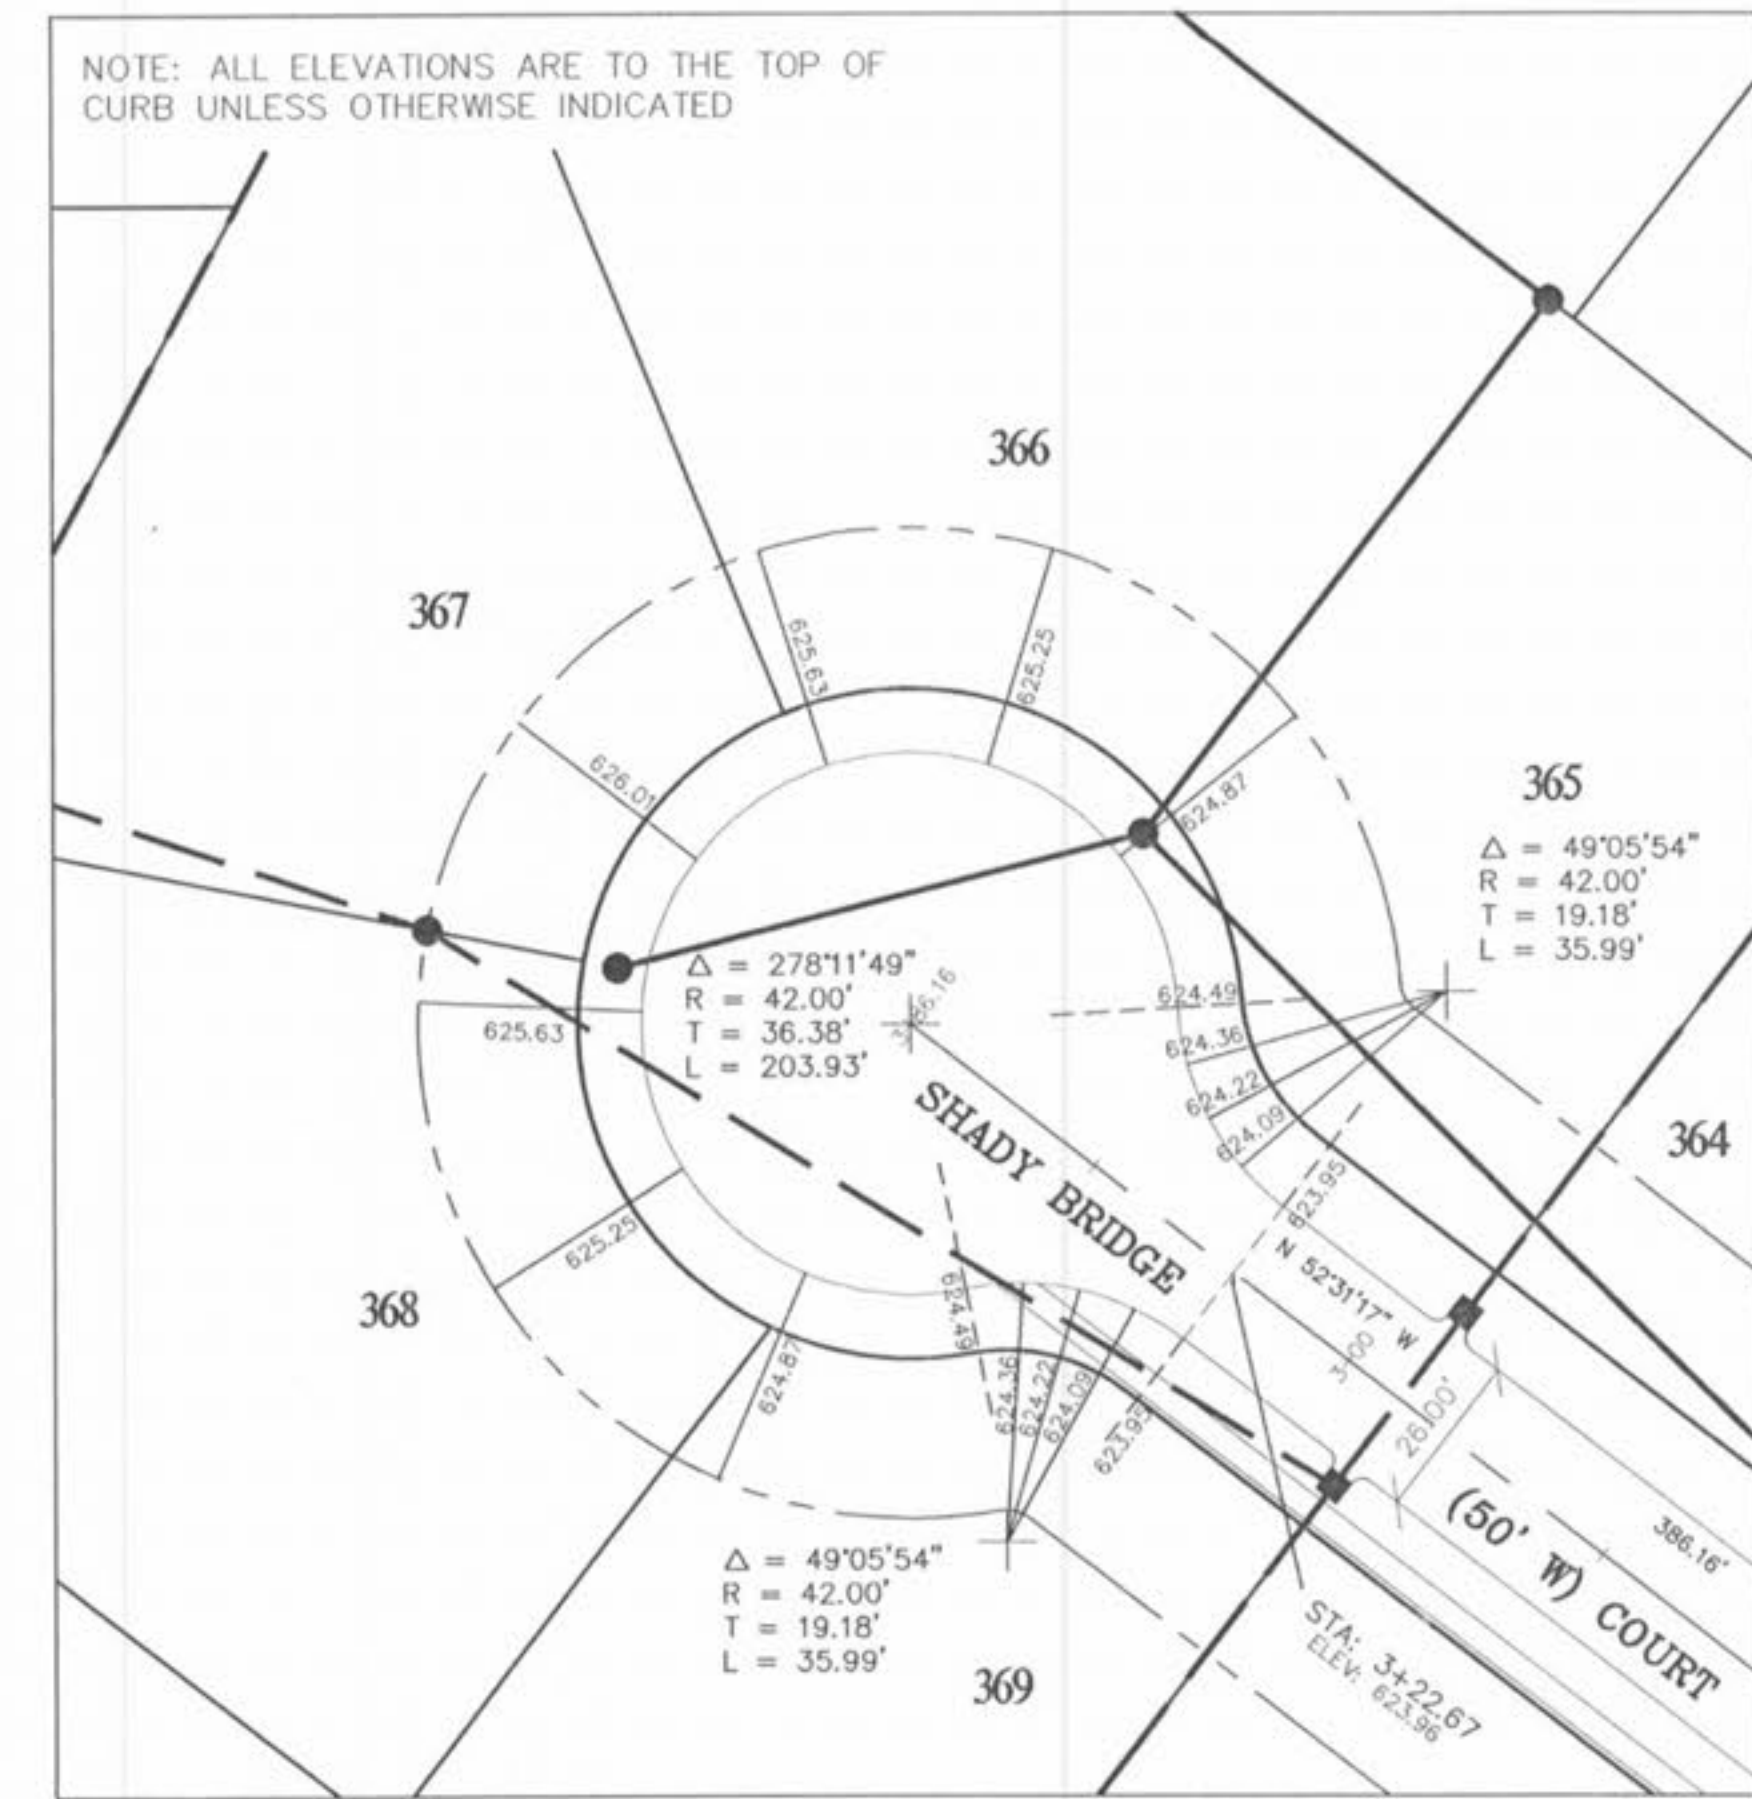 NOTE: ALL ELEVATIONS ARE TO THE TOP OF
CURB UNLESS OTHERWISE INDICATED
366
367
625.63
625.25
626.01
624.87
365
Δ = 49°05'54"
R = 42.00'
T = 19.18'
L = 35.99'
Δ = 278°11'49"
R = 42.00'
T = 36.38'
L = 203.93'
625.63
624.49
624.36
624.22
624.09
623.95
364
SHADY BRIDGE
N 52°31'17" W
3+00
26.00'
368
625.25
624.87
624.49
624.36
624.22
624.09
623.95
(50' W) COURT
386.16'
Δ = 49°05'54"
R = 42.00'
T = 19.18'
L = 35.99'
369
STA: 3+22.67
ELEV: 623.96